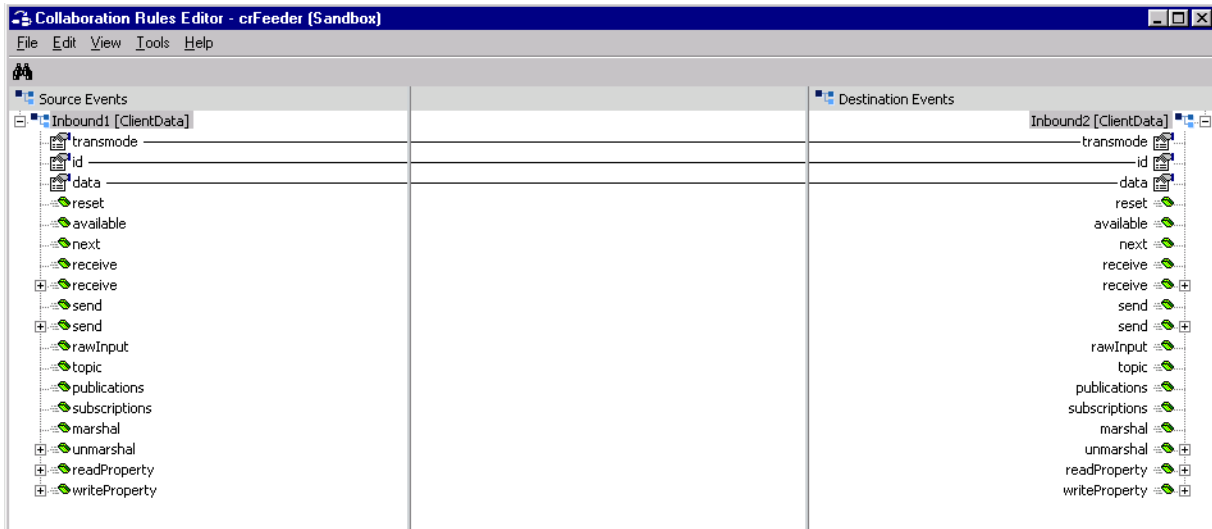 Collaboration Rules Editor - crFeeder (Sandbox)
File Edit View Tools Help
Source Events Destination Events
Inbound1 [ClientData] Inbound2 [ClientData]
transmode transmode
id id
data data
reset reset
available available
next next
receive receive
receive receive
send send
send send
rawInput rawInput
topic topic
publications publications
subscriptions subscriptions
marshal marshal
unmarshal unmarshal
readProperty readProperty
writeProperty writeProperty